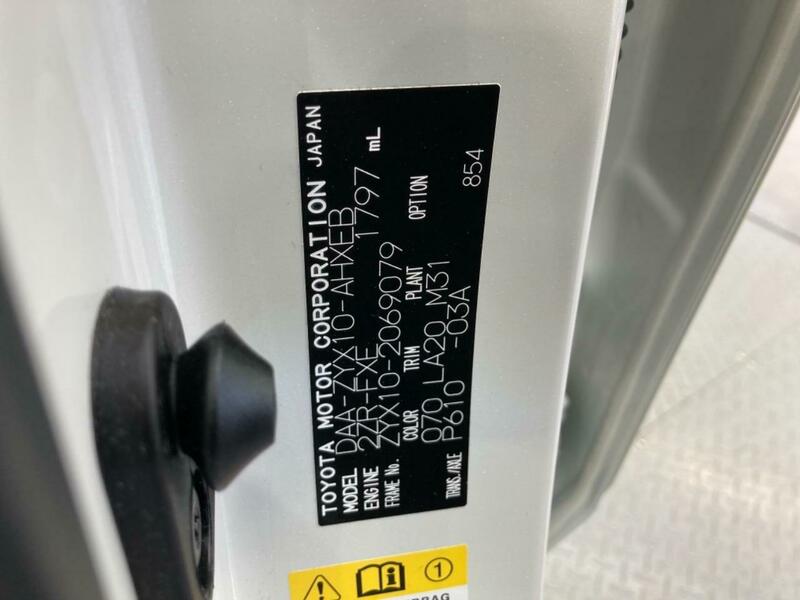 TOYOTA MOTOR CORPORATION JAPAN
MODEL DAA-ZYX10-AHXEB
ENGINE 2ZR-FXE 1797 mL
FRAME No. ZYX10-2069079
COLOR TRIM PLANT OPTION
070 LA20 M31
TRANS./AXLE P610 -03A 854
1